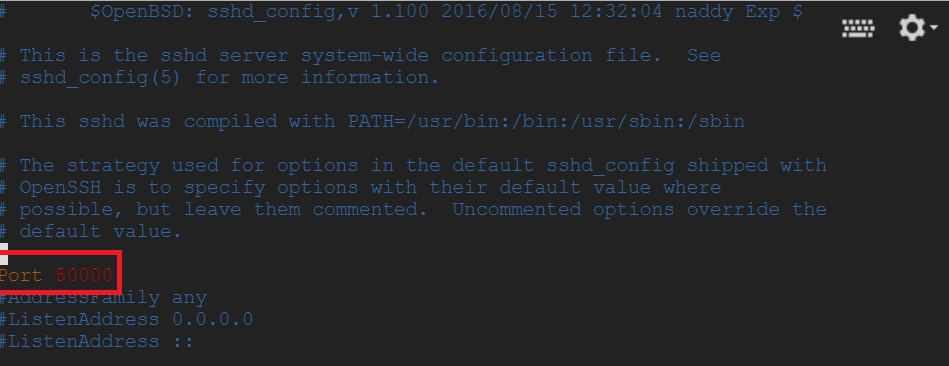 # $OpenBSD: sshd_config,v 1.100 2016/08/15 12:32:04 naddy Exp $
# This is the sshd server system-wide configuration file. See
# sshd_config(5) for more information.
# This sshd was compiled with PATH=/usr/bin:/bin:/usr/sbin:/sbin
# The strategy used for options in the default sshd_config shipped with
# OpenSSH is to specify options with their default value where
# possible, but leave them commented. Uncommented options override the
# default value.
Port 50000
#AddressFamily any
#ListenAddress 0.0.0.0
#ListenAddress ::